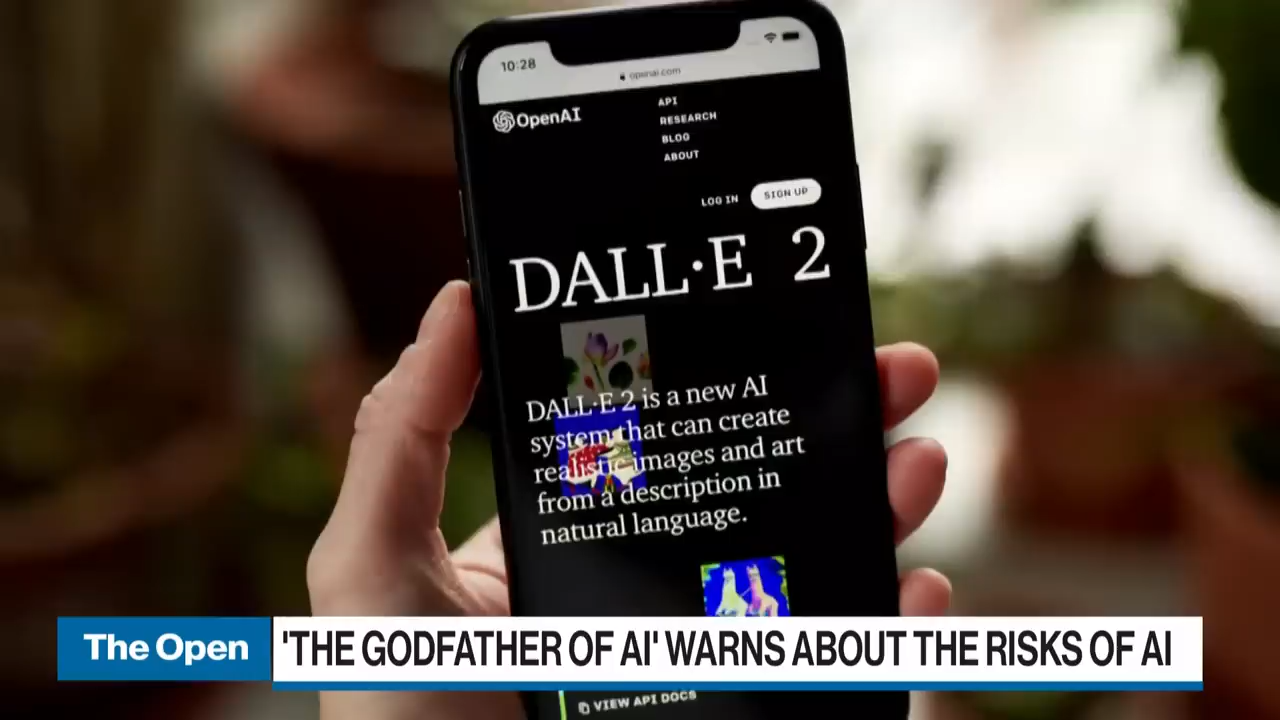 10:28
openai.com
OpenAI
API
RESEARCH
BLOG
ABOUT
LOG IN
SIGN UP
DALL·E 2
DALL·E 2 is a new AI
system that can create
realistic images and art
from a description in
natural language.
The Open
'THE GODFATHER OF AI' WARNS ABOUT THE RISKS OF AI
VIEW API DOCS